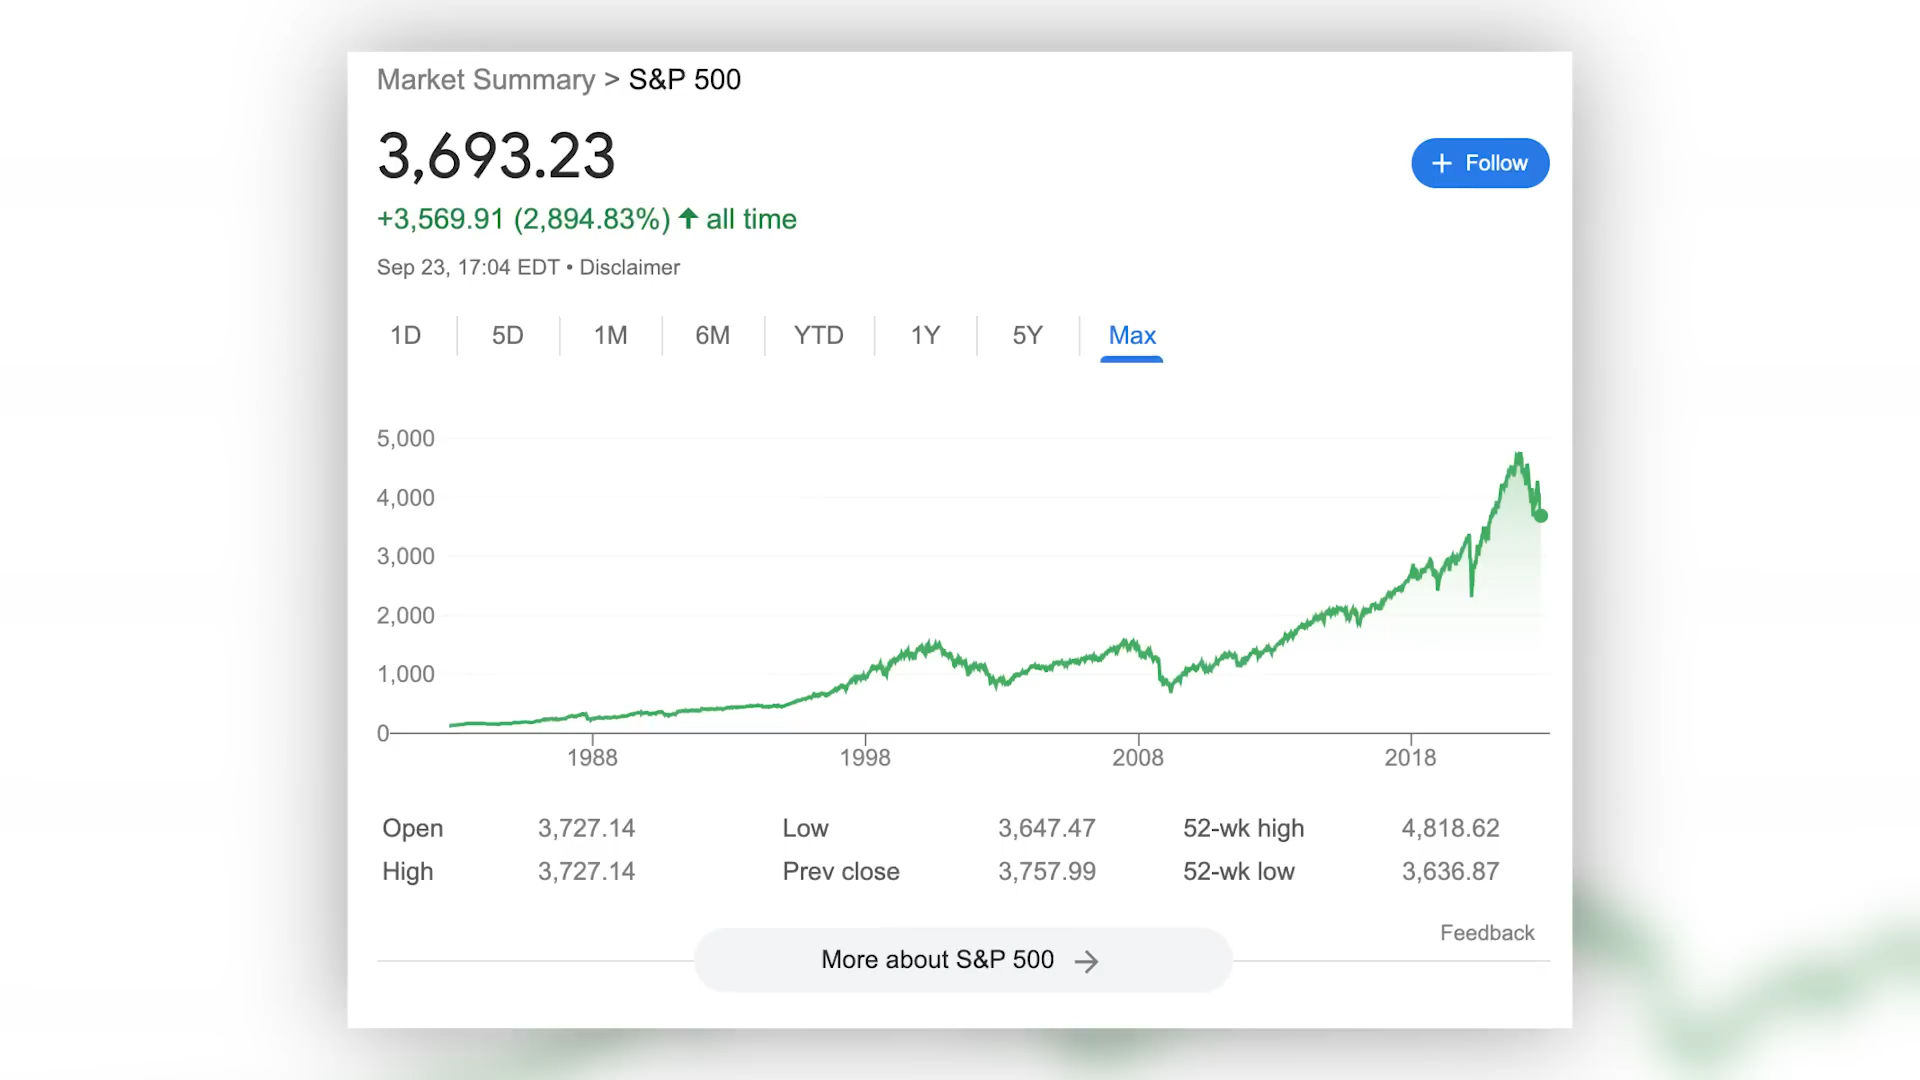 Market Summary > S&P 500
3,693.23
+ Follow
+3,569.91 (2,894.83%) ↑ all time
Sep 23, 17:04 EDT • Disclaimer
1D 5D 1M 6M YTD 1Y 5Y Max
5,000
4,000
3,000
2,000
1,000
0
1988 1998 2008 2018
Open 3,727.14 Low 3,647.47 52-wk high 4,818.62
High 3,727.14 Prev close 3,757.99 52-wk low 3,636.87
Feedback
More about S&P 500 →